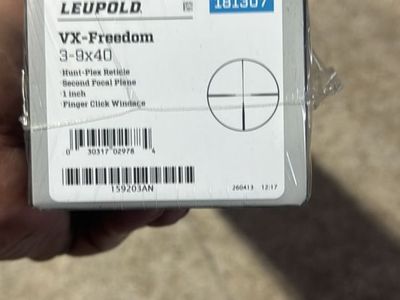 LEUPOLD
181307
VX-Freedom
3-9x40
Hunt-Plex Reticle
Second Focal Plane
1 inch
Finger Click Windage
0 30317 02978 4
159203AN
260413 12:17